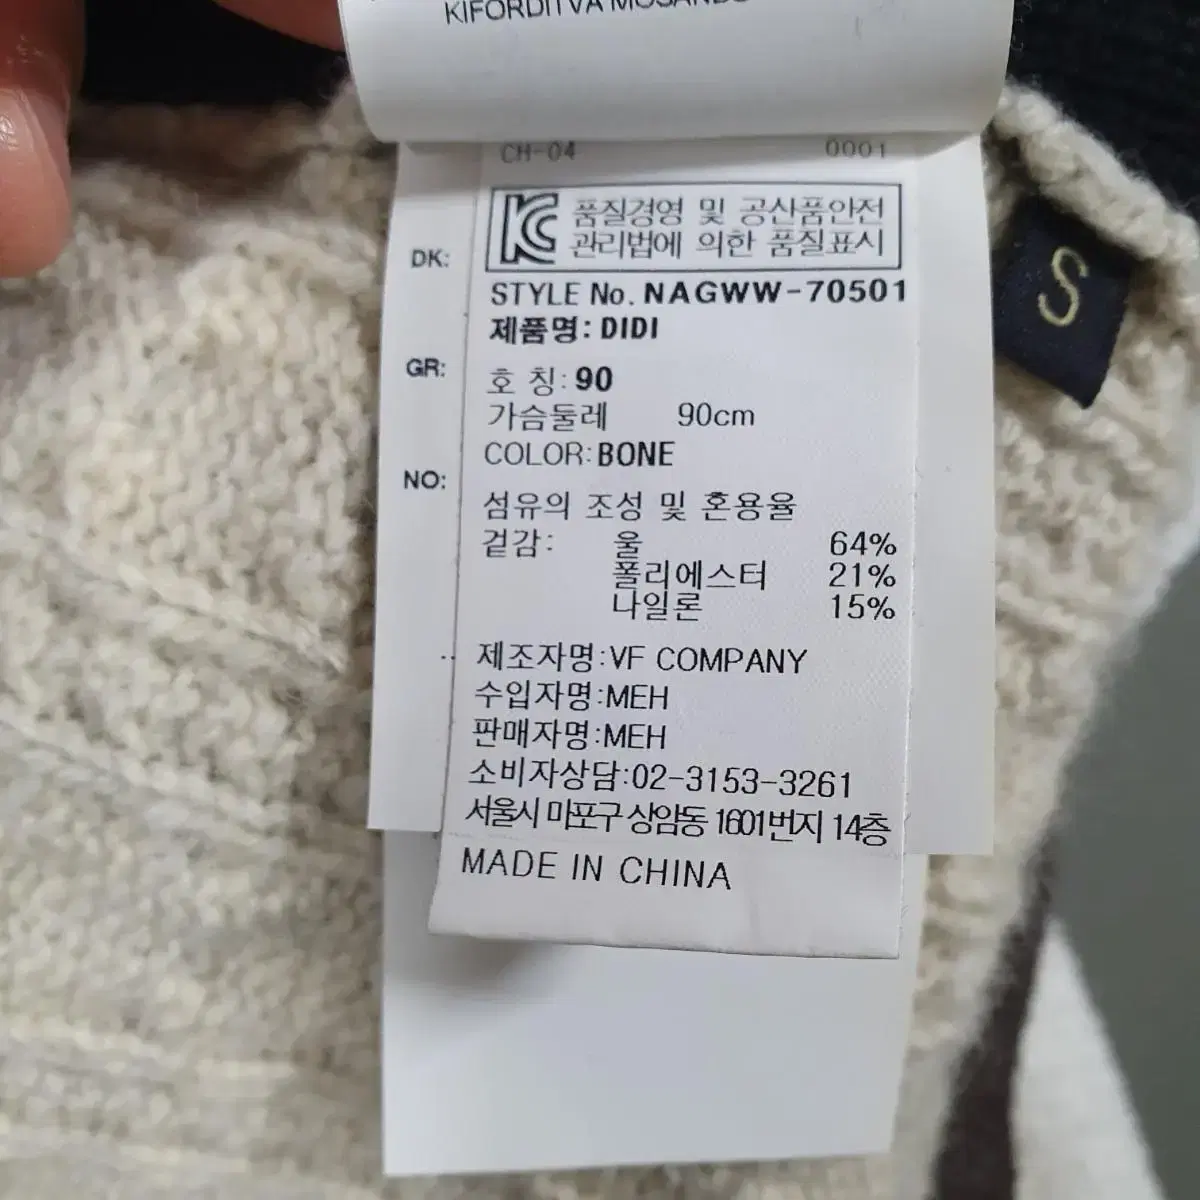 KIFORDITVA MOSANDÓ
CH-04 0001
KC 품질경영 및 공산품안전
관리법에 의한 품질표시
STYLE No. NAGWW-70501
제품명: DIDI
호 칭: 90
가슴둘레 90cm
COLOR: BONE
섬유의 조성 및 혼용율
겉감: 울 64%
폴리에스터 21%
나일론 15%
제조자명:VF COMPANY
수입자명:MEH
판매자명:MEH
소비자상담:02-3153-3261
서울시 마포구 상암동 1601번지 14층
MADE IN CHINA
DK:
GR:
NO:
S